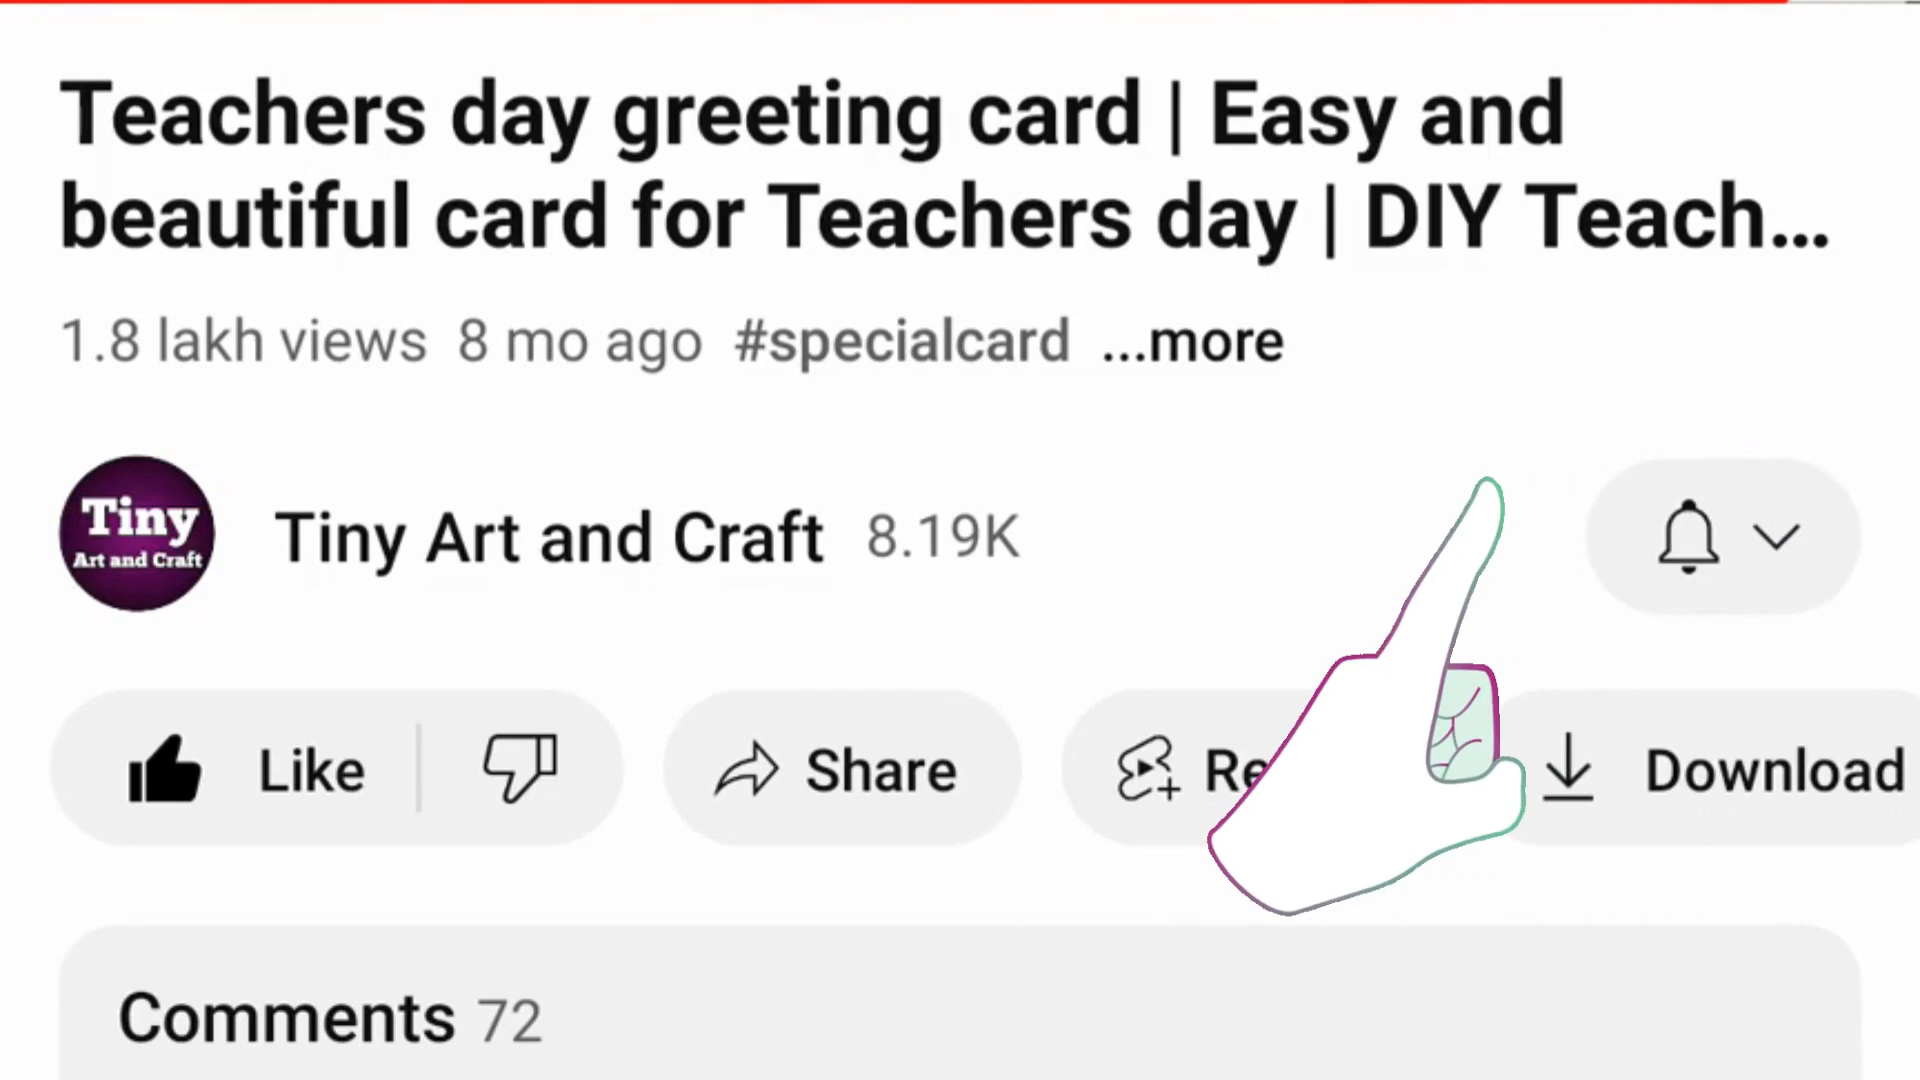 Teachers day greeting card | Easy and
beautiful card for Teachers day | DIY Teach...
1.8 lakh views 8 mo ago #specialcard ...more
Tiny
Art and Craft
Tiny Art and Craft 8.19K
Like
Share
Re
Download
Comments 72